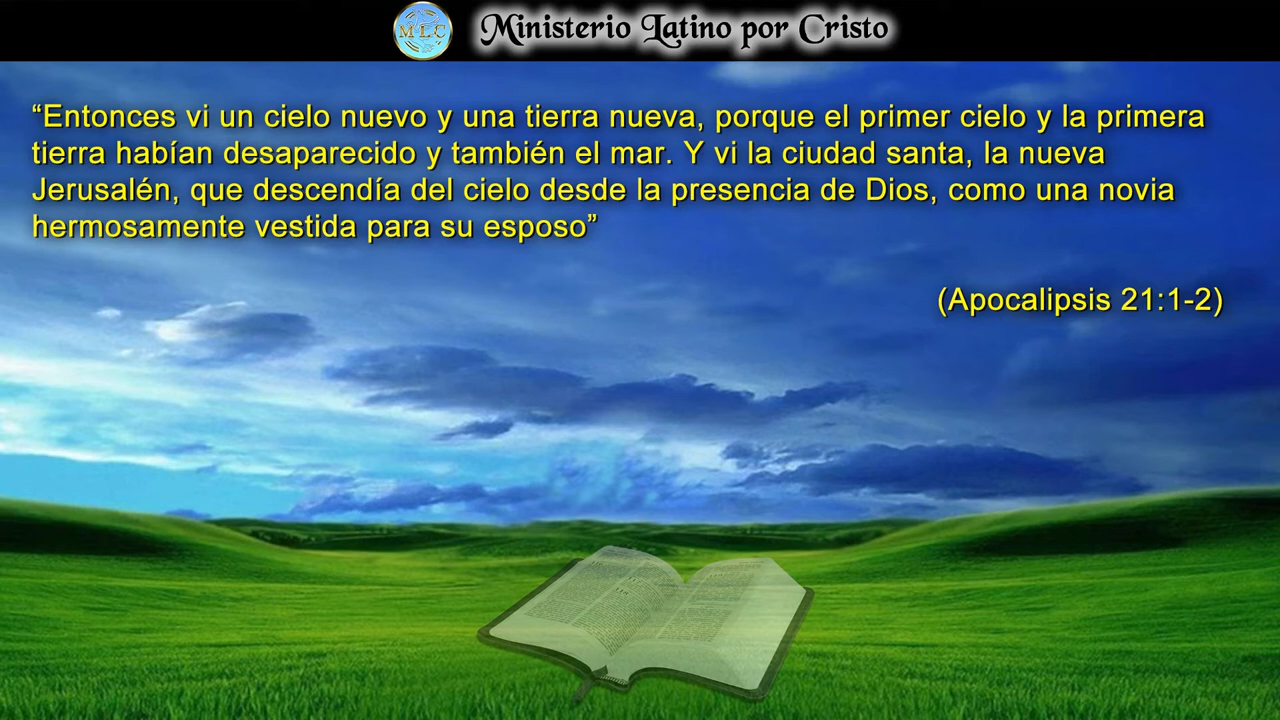 MLC
Ministerio Latino por Cristo
“Entonces vi un cielo nuevo y una tierra nueva, porque el primer cielo y la primera
tierra habían desaparecido y también el mar. Y vi la ciudad santa, la nueva
Jerusalén, que descendía del cielo desde la presencia de Dios, como una novia
hermosamente vestida para su esposo”
(Apocalipsis 21:1-2)